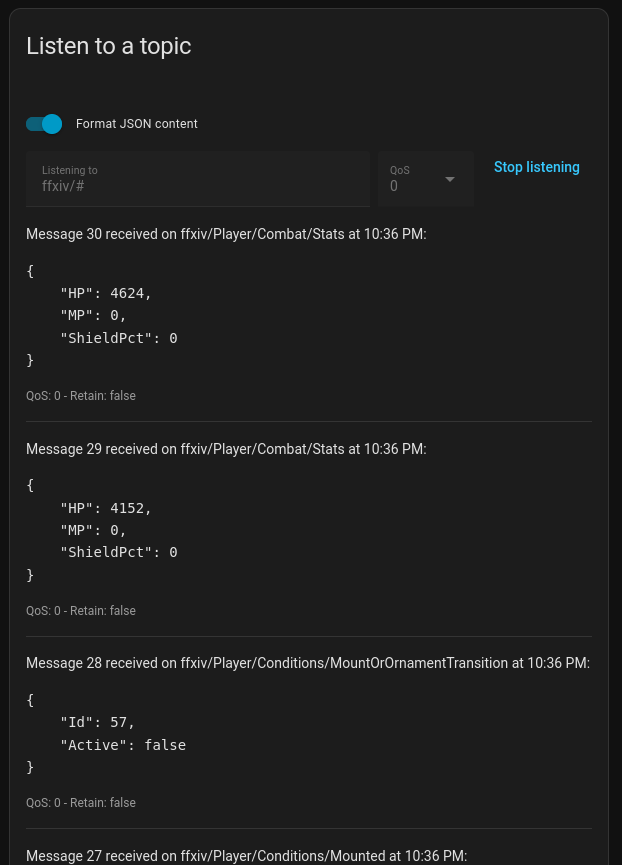 Listen to a topic
Format JSON content
Listening to
ffxiv/#
QoS
0
Stop listening
Message 30 received on ffxiv/Player/Combat/Stats at 10:36 PM:
{
    "HP": 4624,
    "MP": 0,
    "ShieldPct": 0
}
QoS: 0 - Retain: false
Message 29 received on ffxiv/Player/Combat/Stats at 10:36 PM:
{
    "HP": 4152,
    "MP": 0,
    "ShieldPct": 0
}
QoS: 0 - Retain: false
Message 28 received on ffxiv/Player/Conditions/MountOrOrnamentTransition at 10:36 PM:
{
    "Id": 57,
    "Active": false
}
QoS: 0 - Retain: false
Message 27 received on ffxiv/Player/Conditions/Mounted at 10:36 PM: